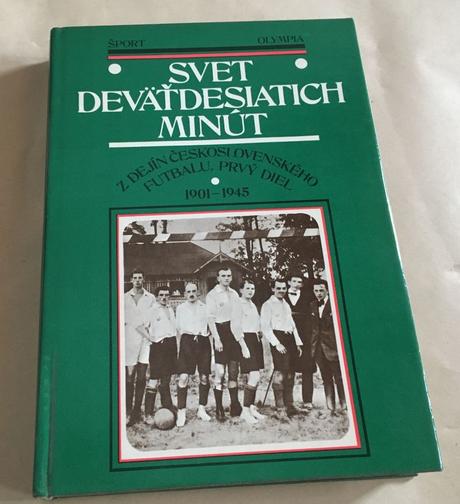 ŠPORT OLYMPIA
SVET
DEVÄŤDESIATICH
MINÚT
Z DEJÍN ČESKOSLOVENSKÉHO
FUTBALU, PRVÝ DIEL
1901–1945